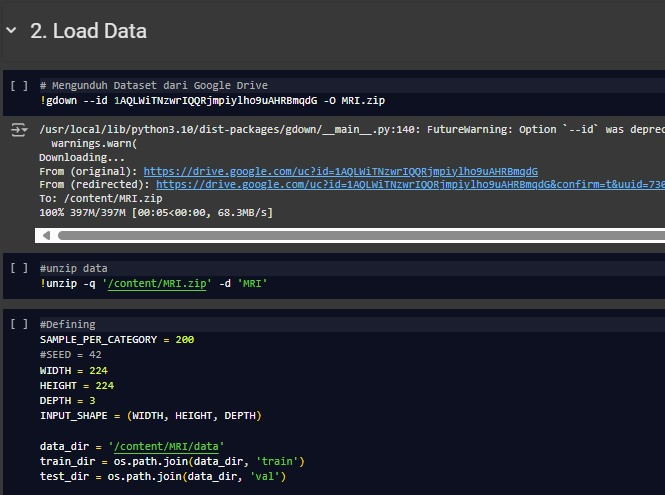 2. Load Data
[ ] # Mengunduh Dataset dari Google Drive
!gdown --id 1AQLWiTNzwrIQQRjmpiylho9uAHRBmqdG -O MRI.zip
/usr/local/lib/python3.10/dist-packages/gdown/__main__.py:140: FutureWarning: Option `--id` was deprec
warnings.warn(
Downloading...
From (original): https://drive.google.com/uc?id=1AQLWiTNzwrIQQRjmpiylho9uAHRBmqdG
From (redirected): https://drive.google.com/uc?id=1AQLWiTNzwrIQQRjmpiylho9uAHRBmqdG&confirm=t&uuid=730
To: /content/MRI.zip
100% 397M/397M [00:05<00:00, 68.3MB/s]
[ ] #unzip data
!unzip -q '/content/MRI.zip' -d 'MRI'
[ ] #Defining
SAMPLE_PER_CATEGORY = 200
#SEED = 42
WIDTH = 224
HEIGHT = 224
DEPTH = 3
INPUT_SHAPE = (WIDTH, HEIGHT, DEPTH)
data_dir = '/content/MRI/data'
train_dir = os.path.join(data_dir, 'train')
test_dir = os.path.join(data_dir, 'val')